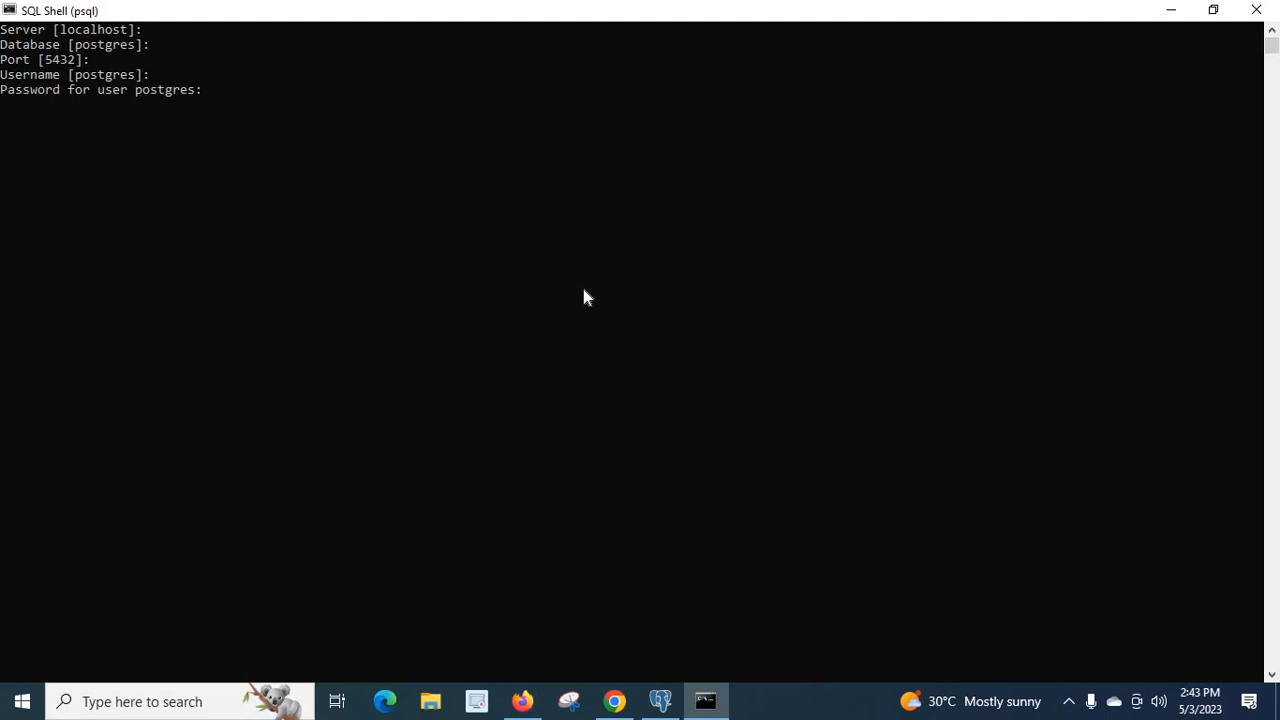 SQL Shell (psql)
Server [localhost]:
Database [postgres]:
Port [5432]:
Username [postgres]:
Password for user postgres:
Type here to search
30°C Mostly sunny
2:43 PM
5/3/2023